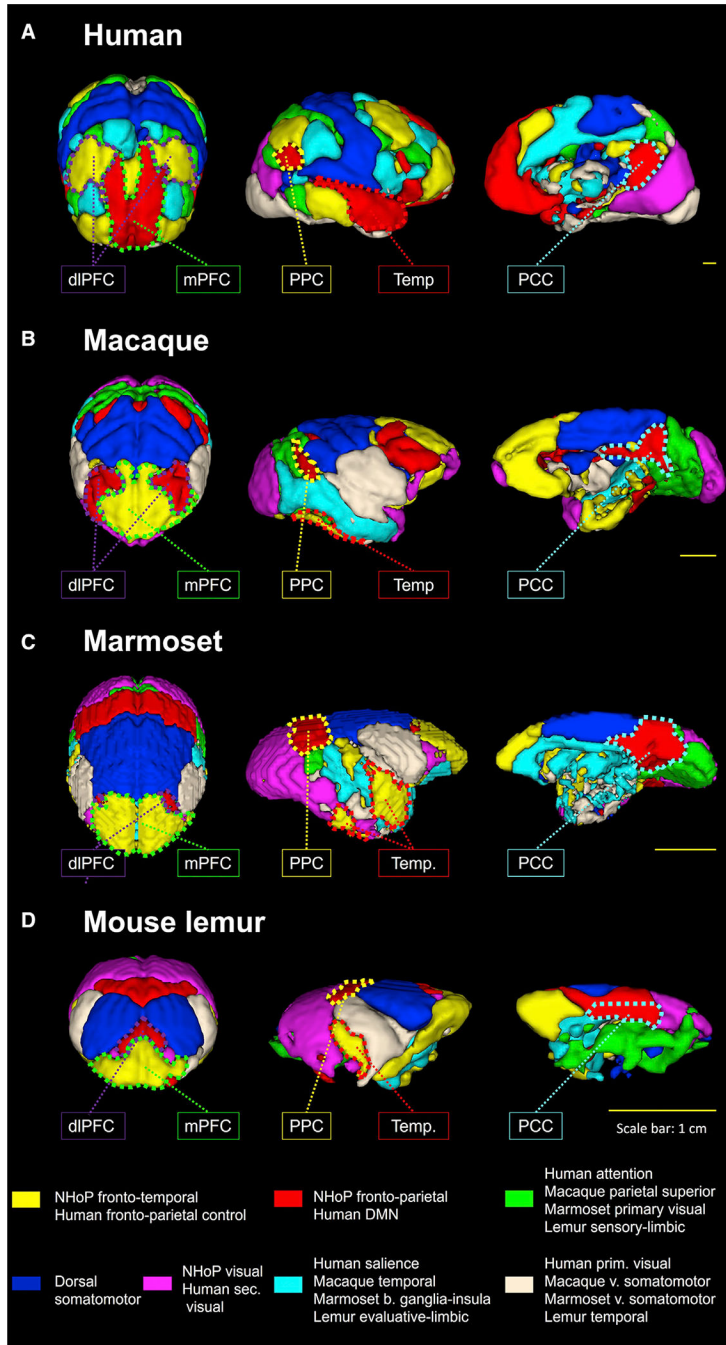 A Human
dlPFC mPFC PPC Temp PCC
B Macaque
dlPFC mPFC PPC Temp PCC
C Marmoset
dlPFC mPFC PPC Temp. PCC
D Mouse lemur
dlPFC mPFC PPC Temp. PCC
Scale bar: 1 cm
NHoP fronto-temporal
Human fronto-parietal control
NHoP fronto-parietal
Human DMN
Human attention
Macaque parietal superior
Marmoset primary visual
Lemur sensory-limbic
Dorsal
somatomotor
NHoP visual
Human sec.
visual
Human salience
Macaque temporal
Marmoset b. ganglia-insula
Lemur evaluative-limbic
Human prim. visual
Macaque v. somatomotor
Marmoset v. somatomotor
Lemur temporal